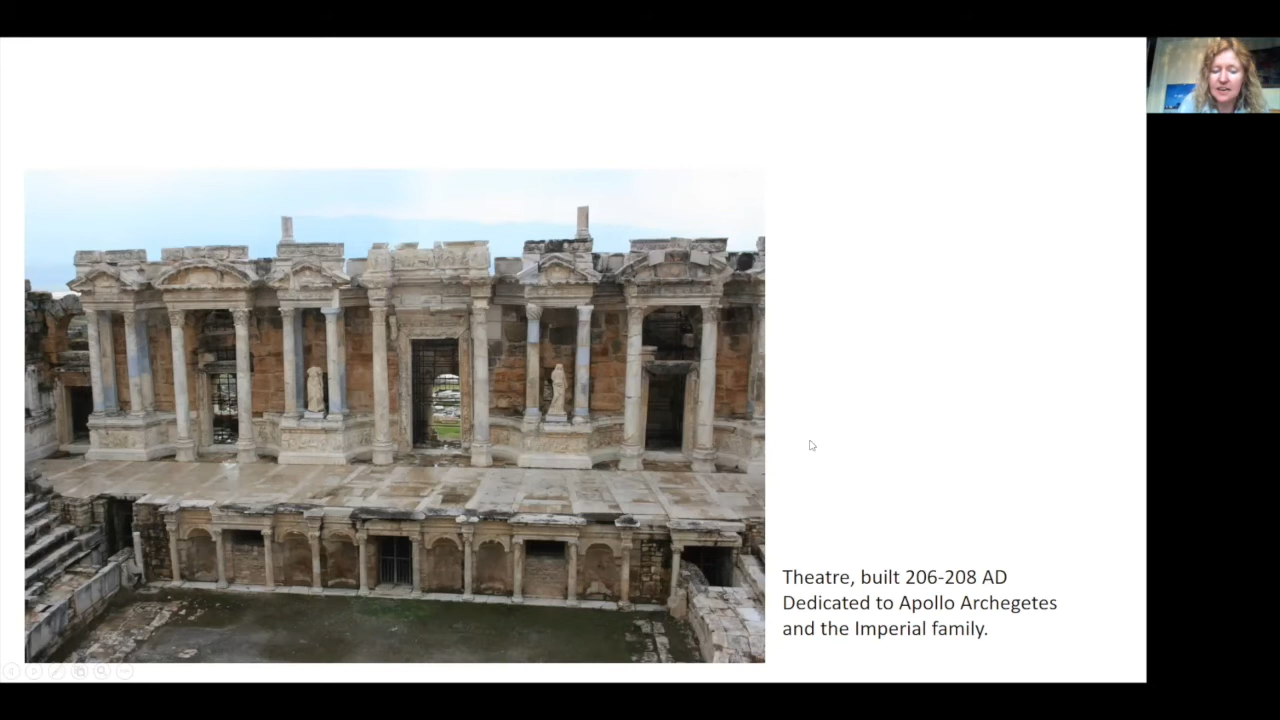 Theatre, built 206-208 AD
Dedicated to Apollo Archegetes
and the Imperial family.